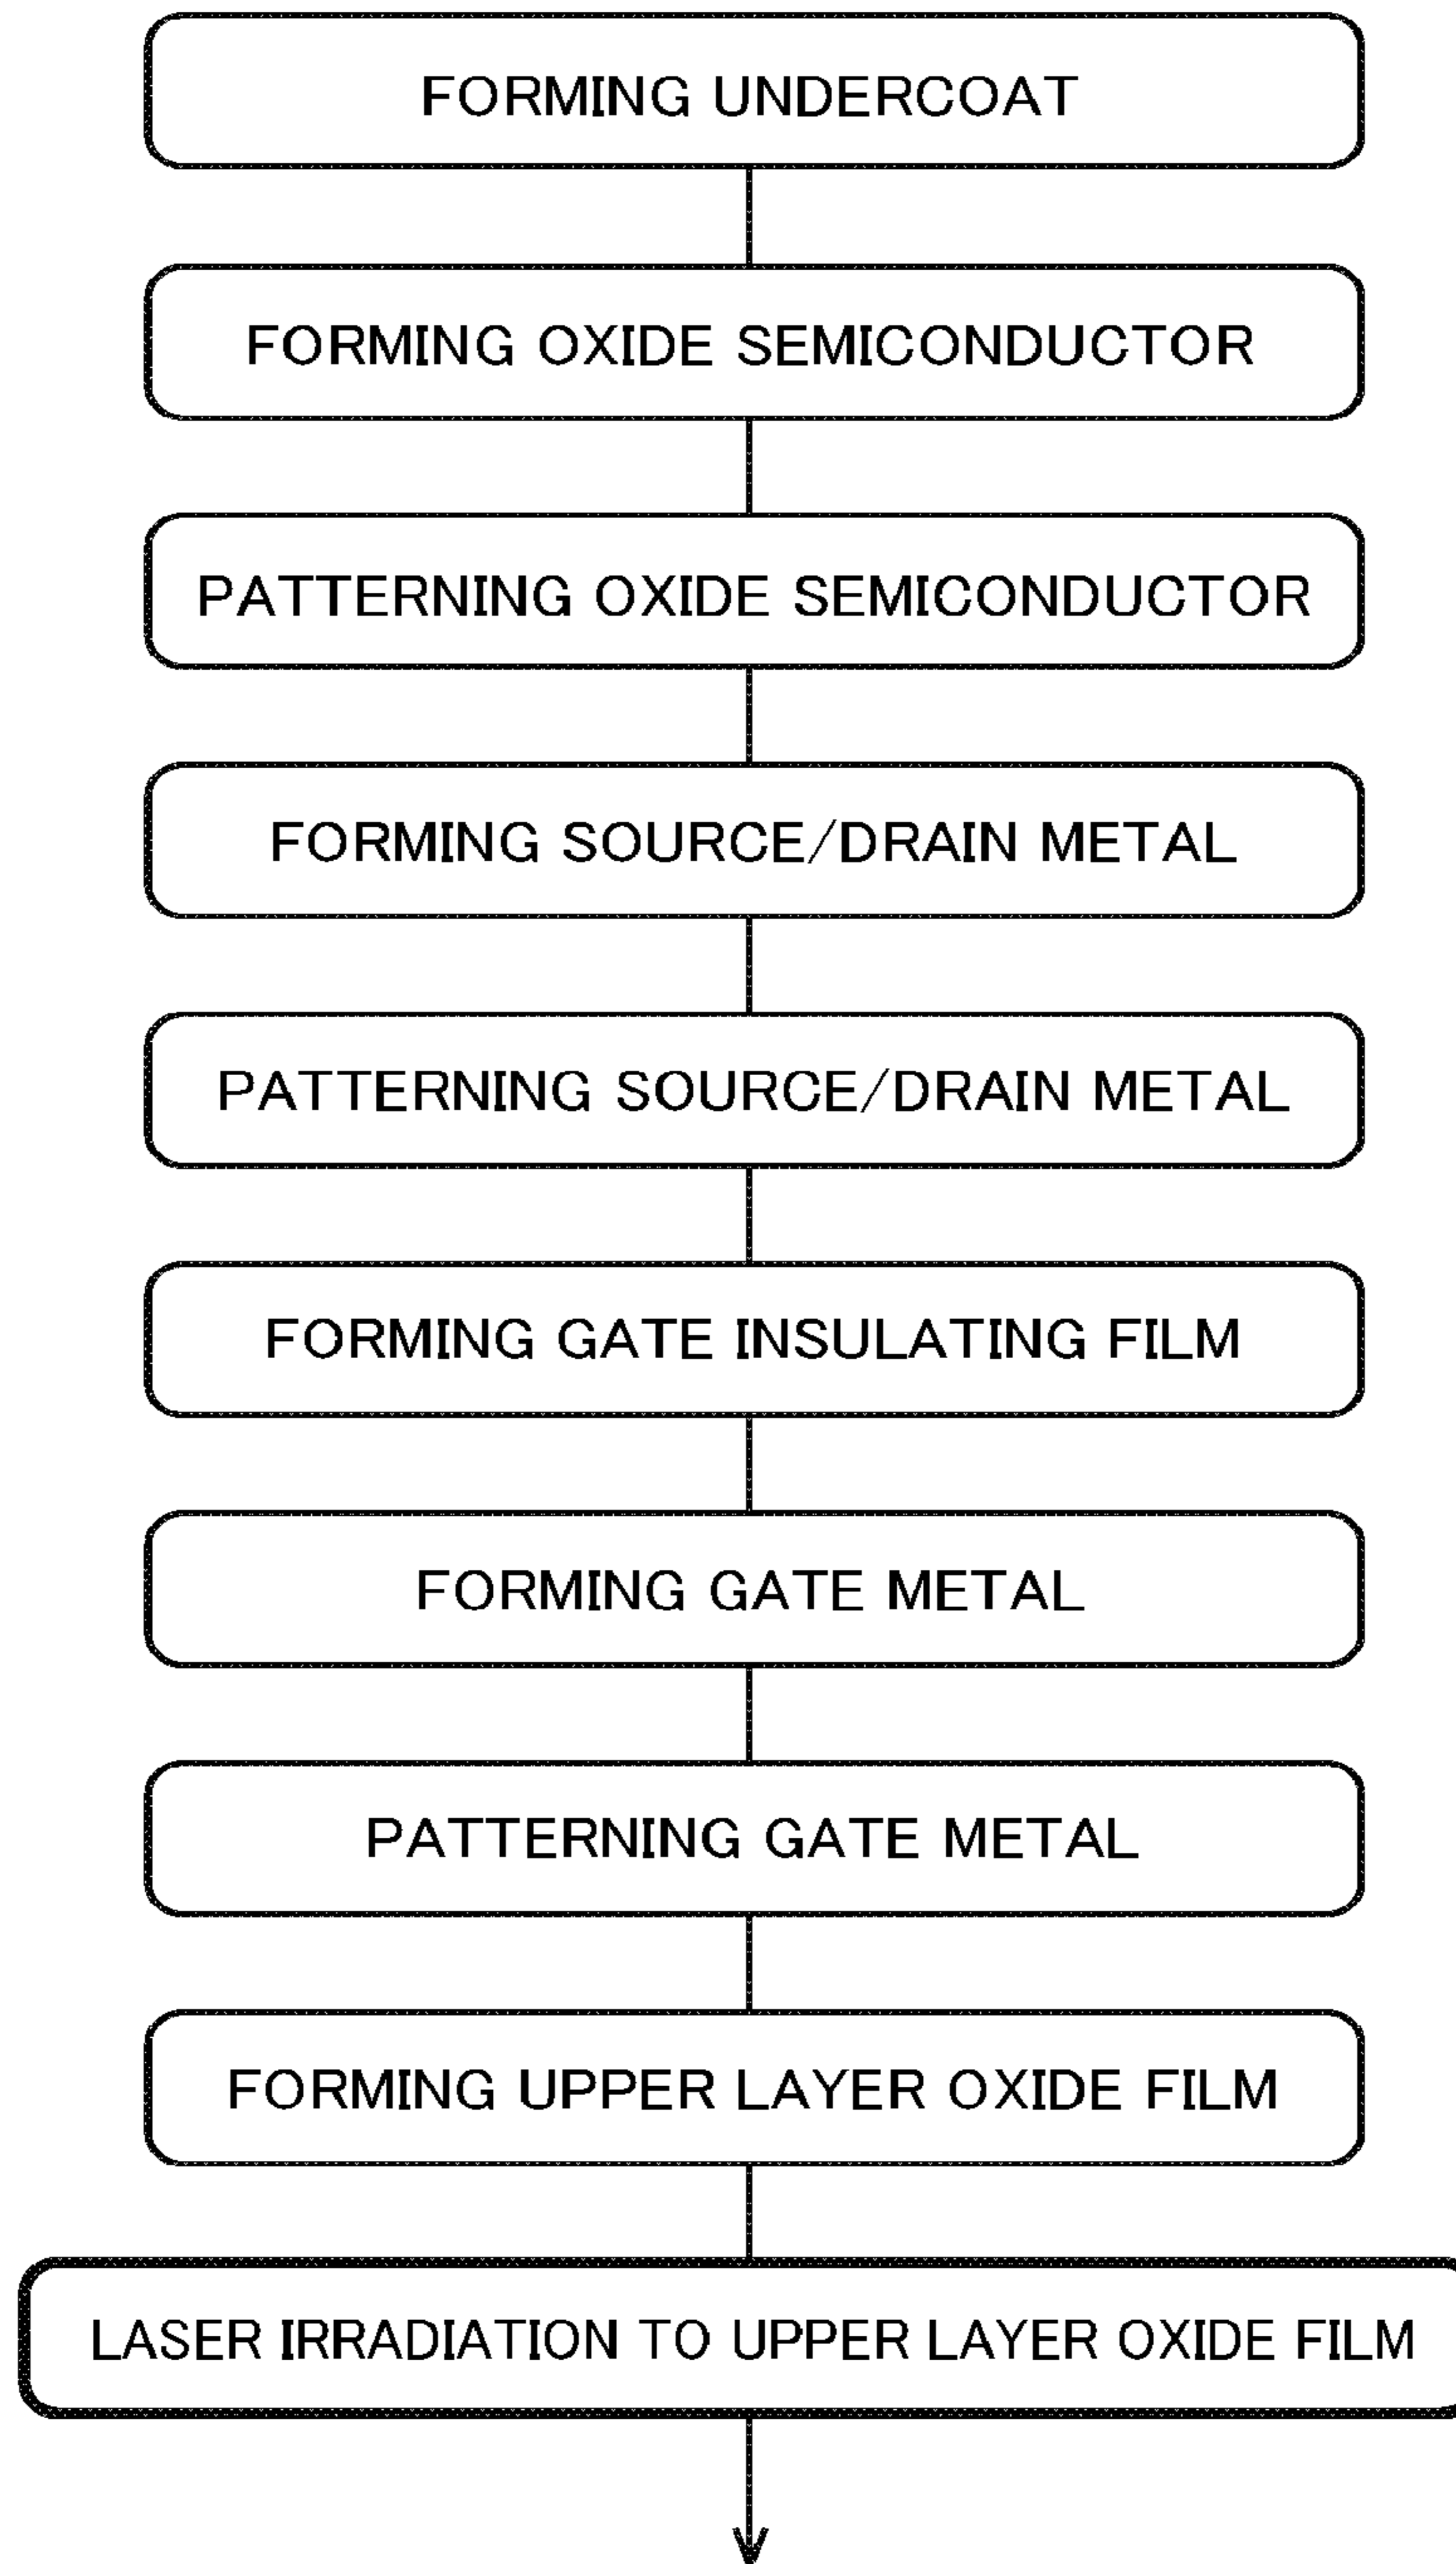 FORMING UNDERCOAT
FORMING OXIDE SEMICONDUCTOR
PATTERNING OXIDE SEMICONDUCTOR
FORMING SOURCE/DRAIN METAL
PATTERNING SOURCE/DRAIN METAL
FORMING GATE INSULATING FILM
FORMING GATE METAL
PATTERNING GATE METAL
FORMING UPPER LAYER OXIDE FILM
LASER IRRADIATION TO UPPER LAYER OXIDE FILM